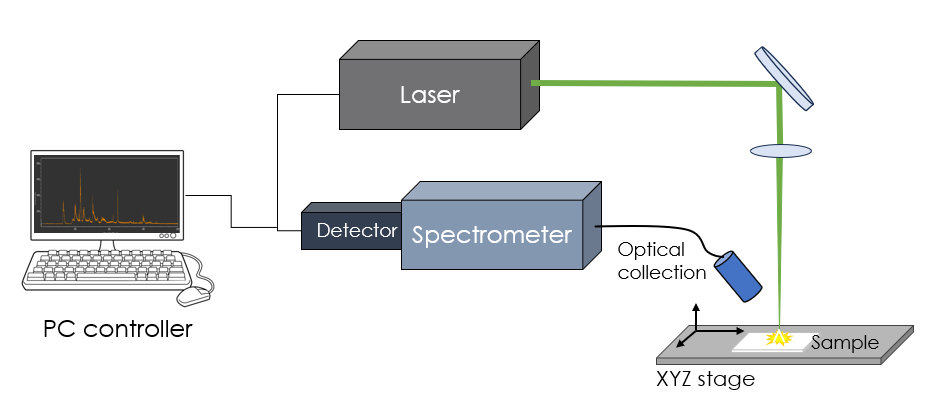 Laser
Detector
Spectrometer
Optical
collection
PC controller
Sample
XYZ stage